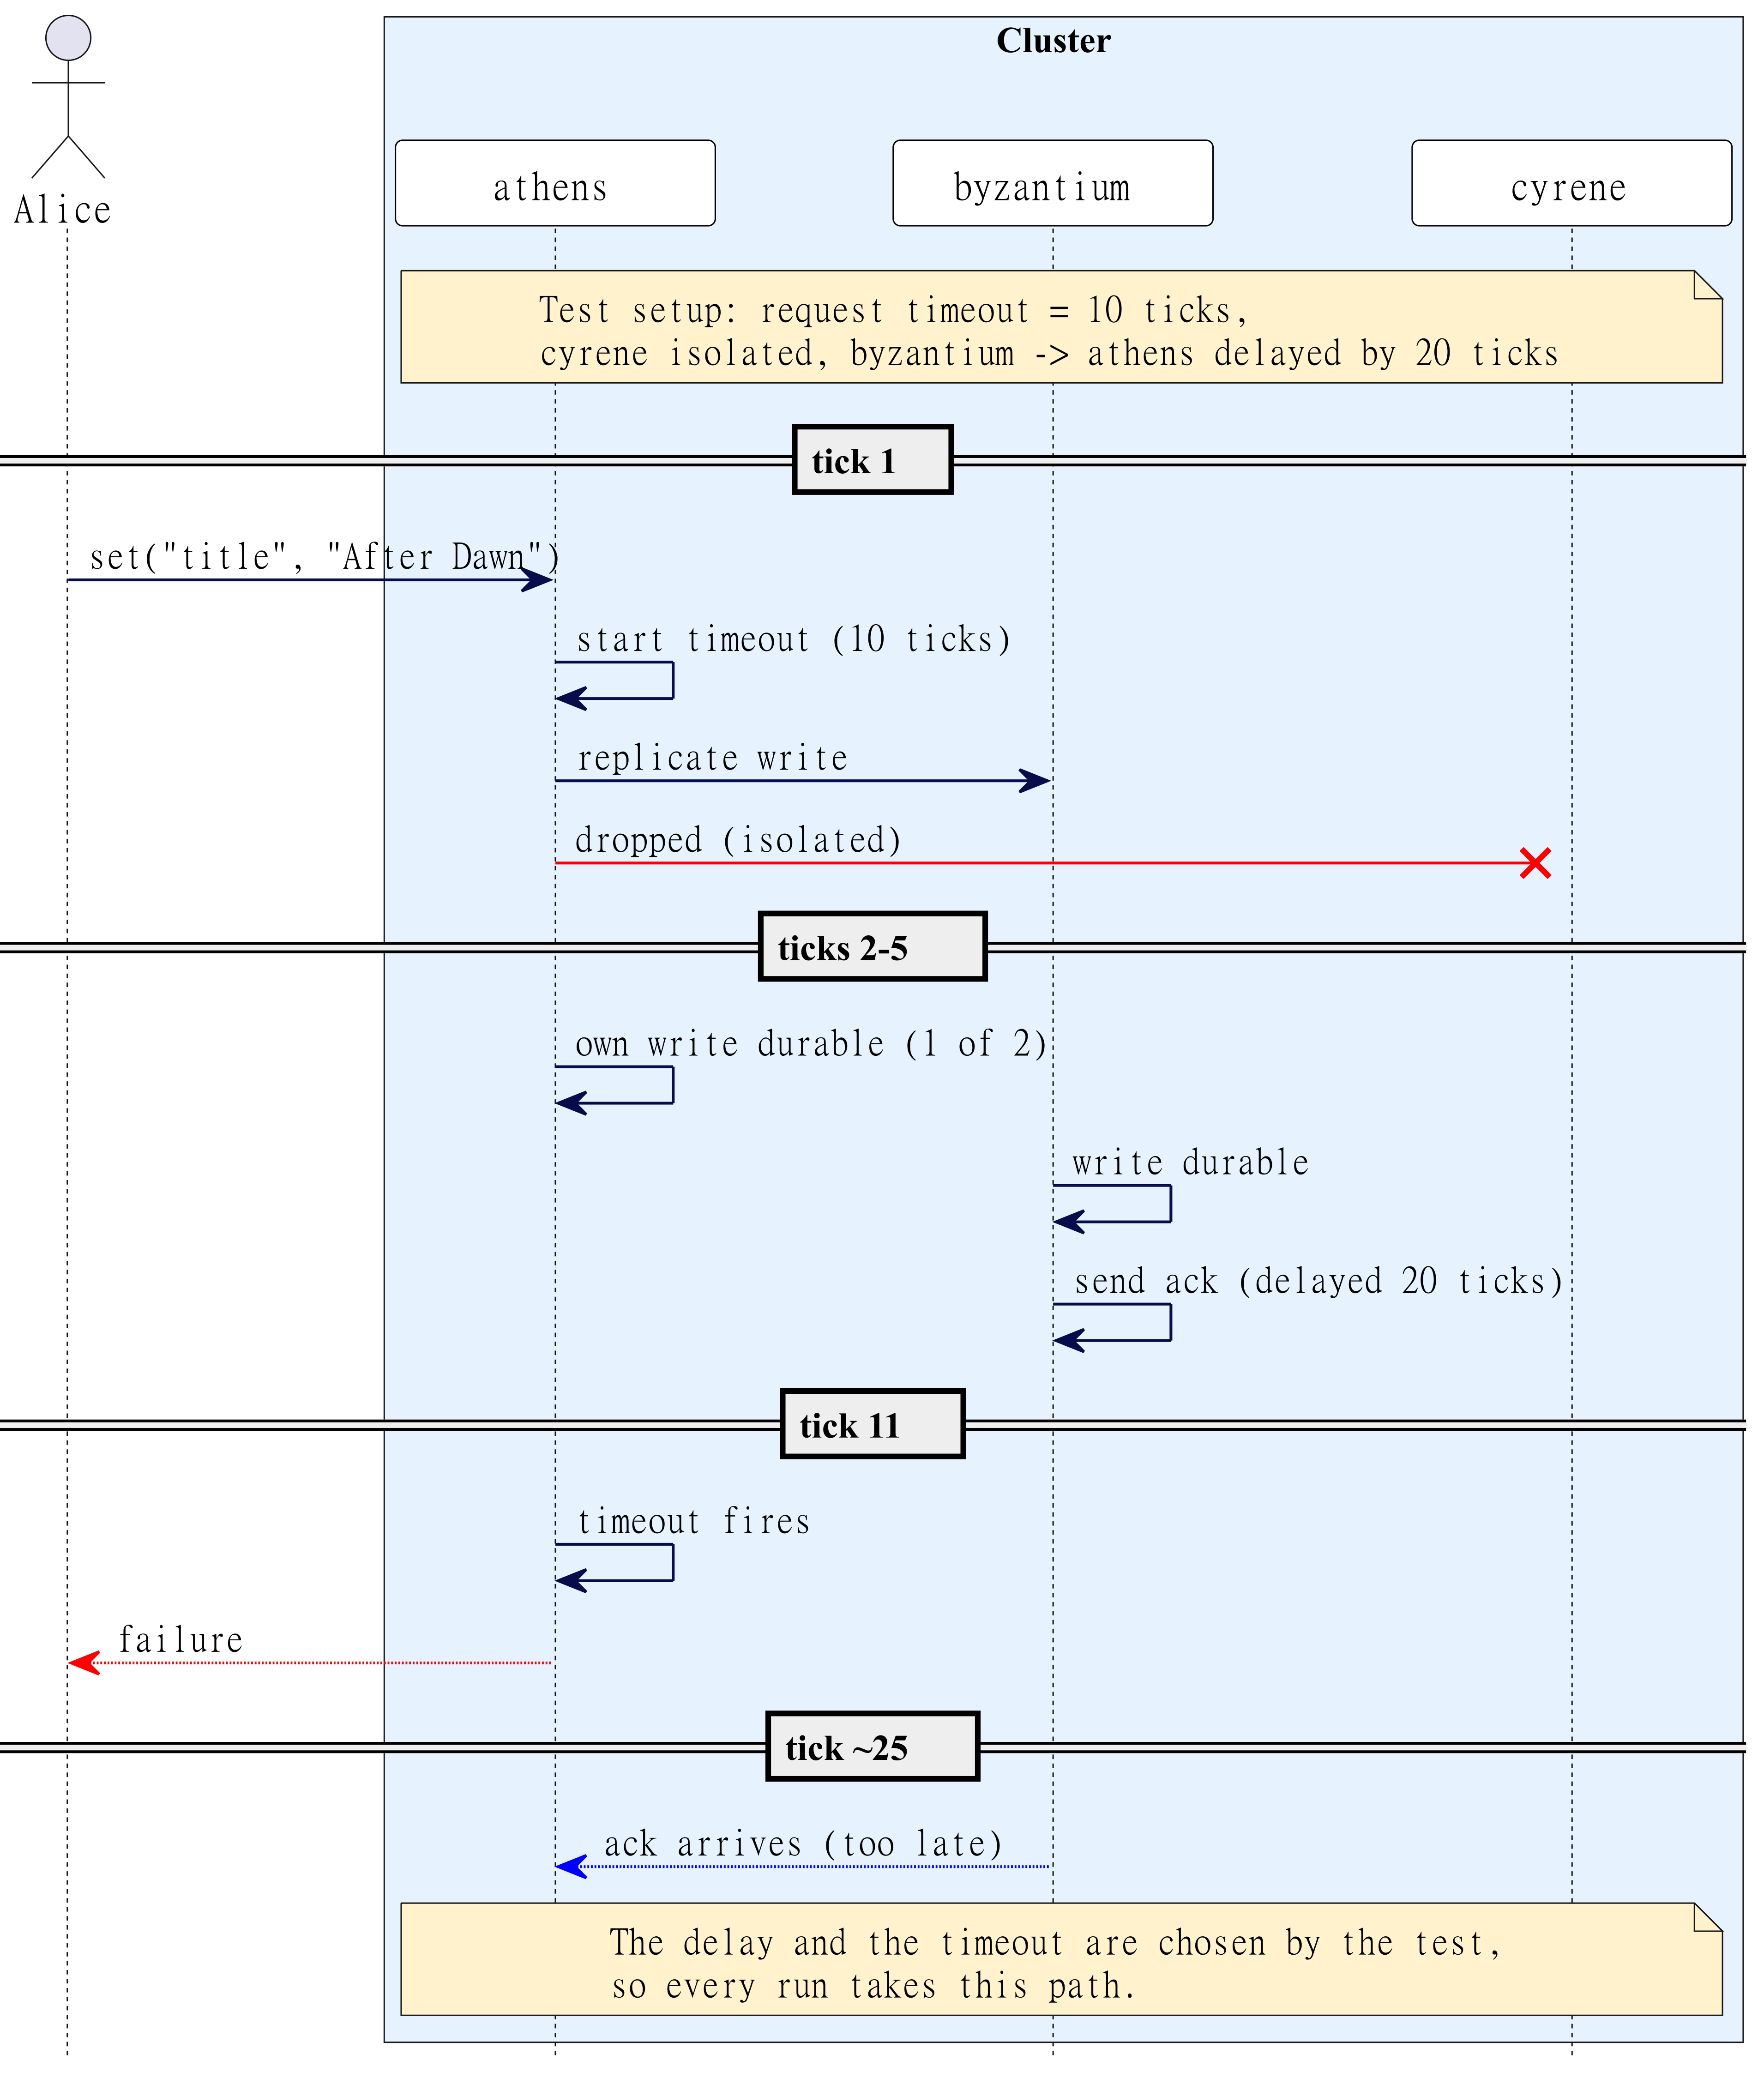 Cluster
Alice
athens
byzantium
cyrene
Test setup: request timeout = 10 ticks,
cyrene isolated, byzantium -> athens delayed by 20 ticks
tick 1
set("title", "After Dawn")
start timeout (10 ticks)
replicate write
dropped (isolated)
ticks 2-5
own write durable (1 of 2)
write durable
send ack (delayed 20 ticks)
tick 11
timeout fires
failure
tick ~25
ack arrives (too late)
The delay and the timeout are chosen by the test,
so every run takes this path.